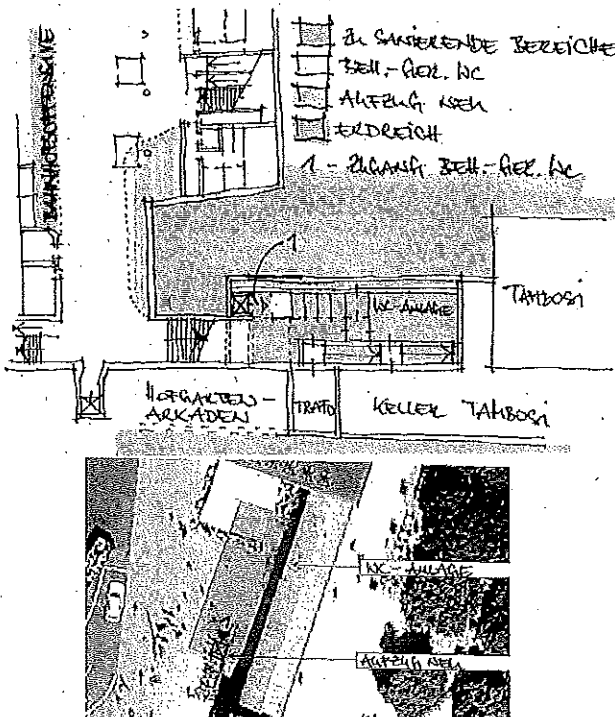 ZU SANIERENDE BEREICHE
BEH.-GER. WC
AUFZUG NEU
ERDREICH
1 - ZUGANG BEH.-GER. WC
1
WC-ANLAGE
TAMBOSI
HOFGARTEN-
ARKADEN
TRAFO
KELLER TAMBOSI
WC-ANLAGE
AUFZUG NEU